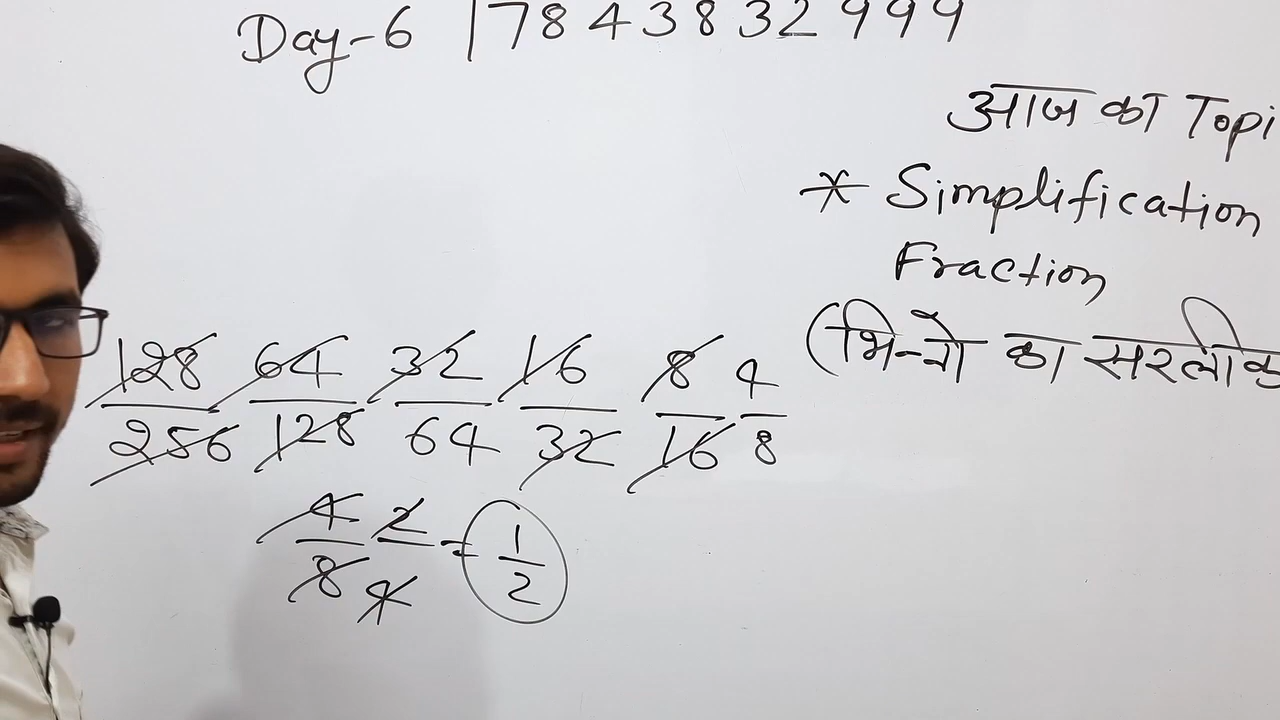 Day-6 | 7843832999
आज का Topi
* Simplification
Fraction
(भिन्नो का सरलीक
128/256 64/128 32/64 16/32 8/16 4/8
4/8 2/4 = 1/2